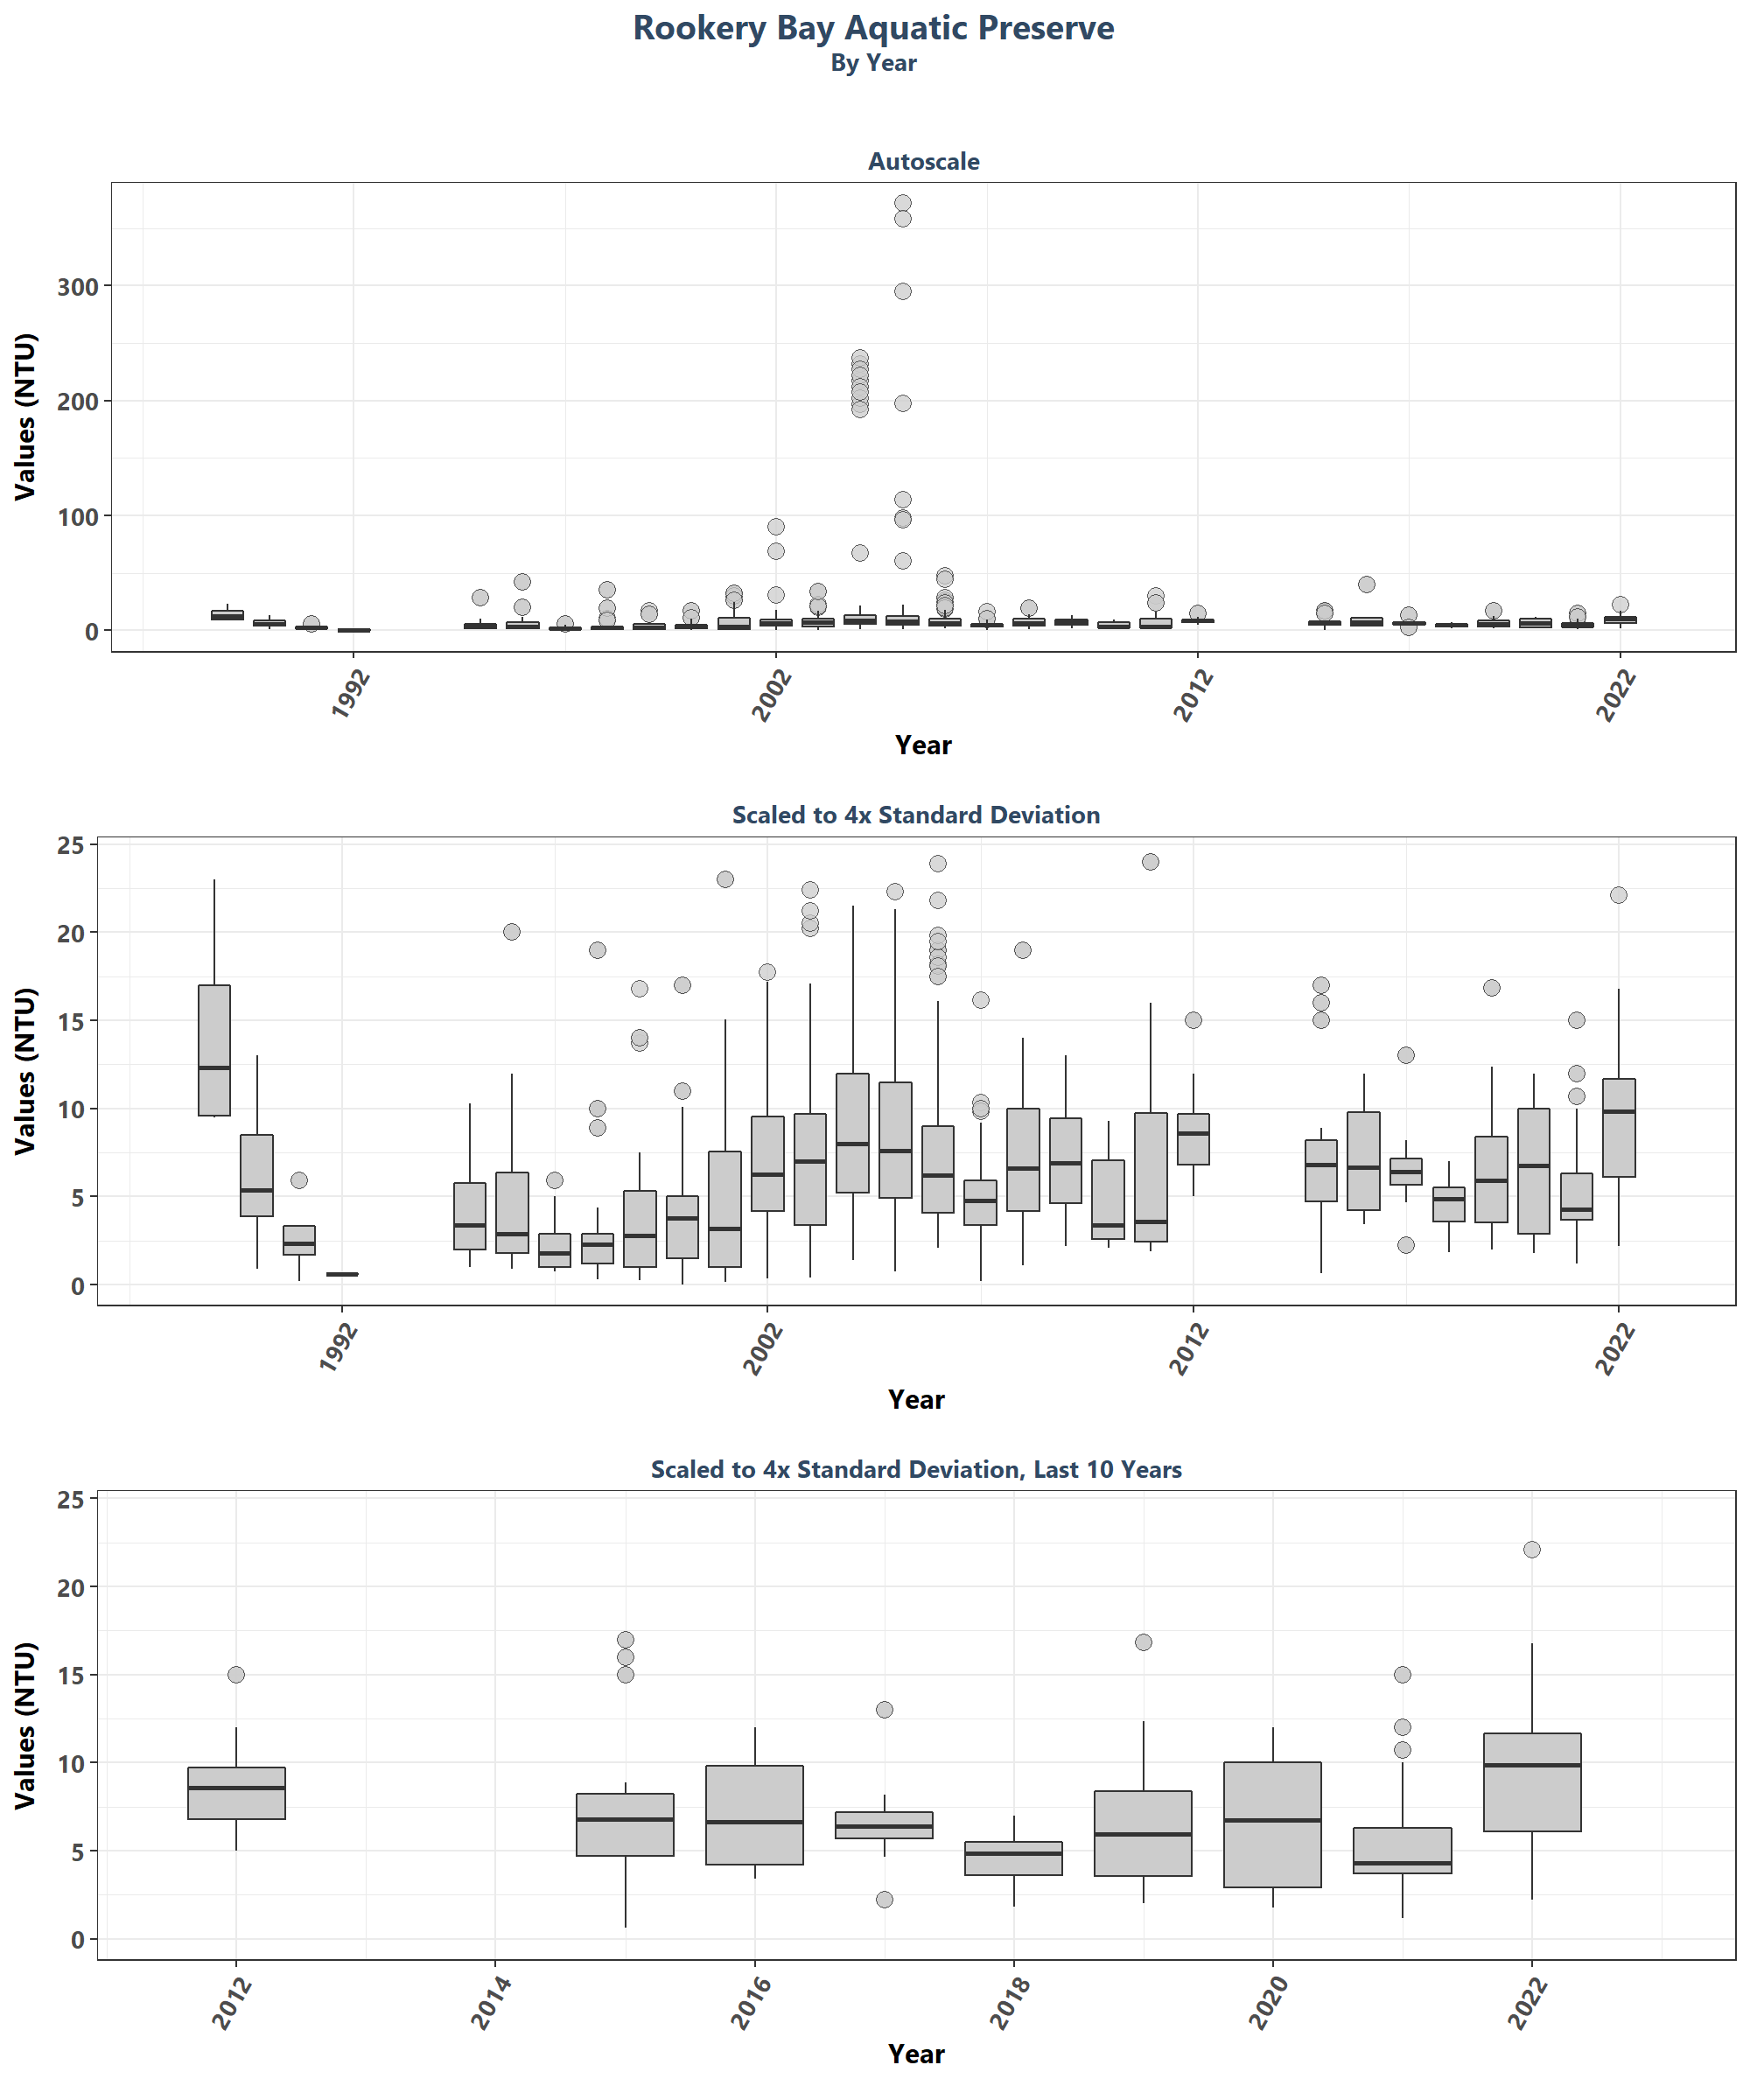 Rookery Bay Aquatic Preserve
By Year
Autoscale
Values (NTU)
300
200
100
0
1992
2002
2012
2022
Year
Scaled to 4x Standard Deviation
Values (NTU)
25
20
15
10
5
0
1992
2002
2012
2022
Year
Scaled to 4x Standard Deviation, Last 10 Years
Values (NTU)
25
20
15
10
5
0
2012
2014
2016
2018
2020
2022
Year